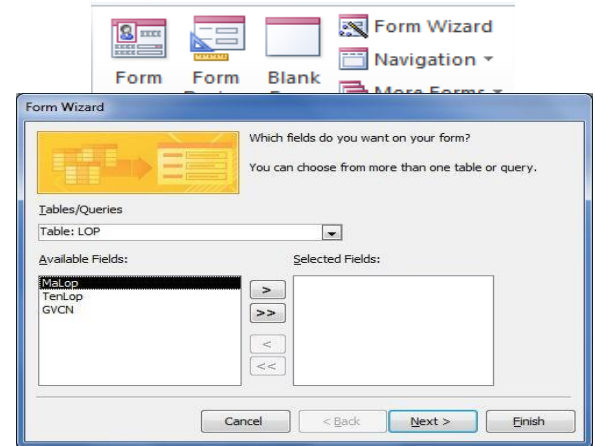 Form Wizard
Navigation
Form Form Blank
More Forms
Form Wizard
Which fields do you want on your form?
You can choose from more than one table or query.
Tables/Queries
Table: LOP
Available Fields:
Selected Fields:
MaLop
TenLop
GVCN
>
>>
<
<<
Cancel
< Back
Next >
Finish